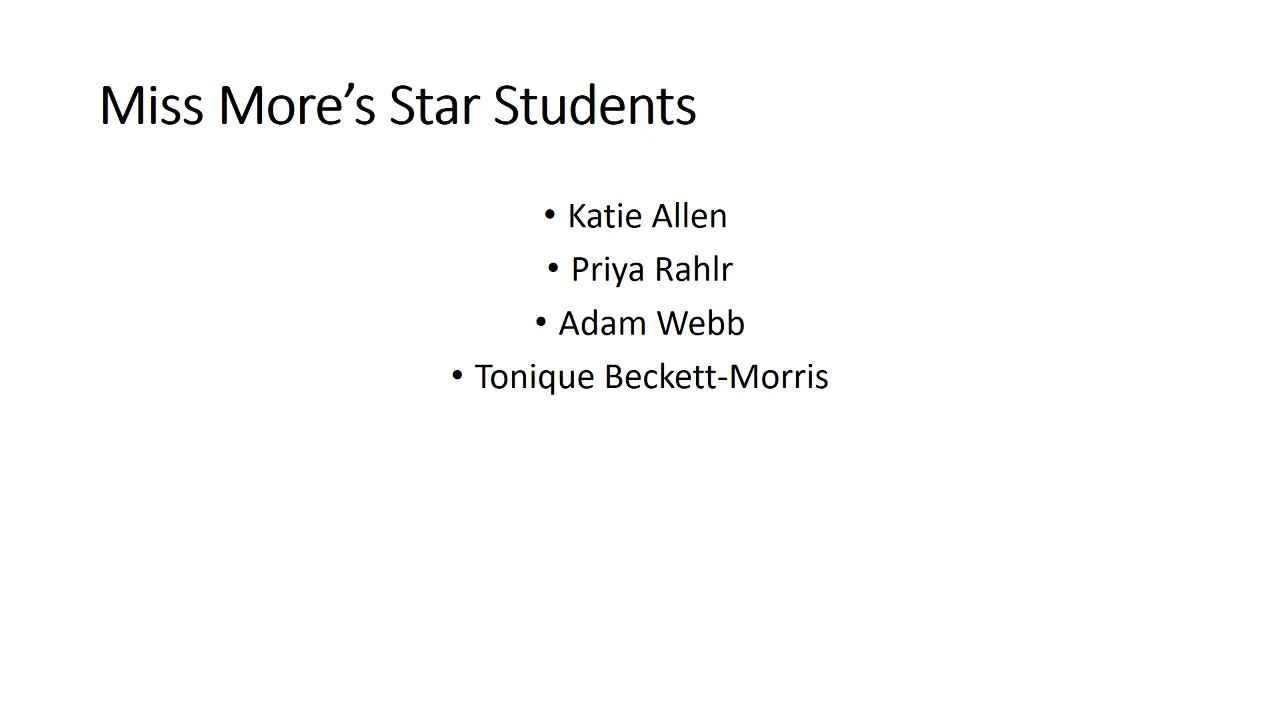 Miss More’s Star Students
• Katie Allen
• Priya Rahlr
• Adam Webb
• Tonique Beckett-Morris